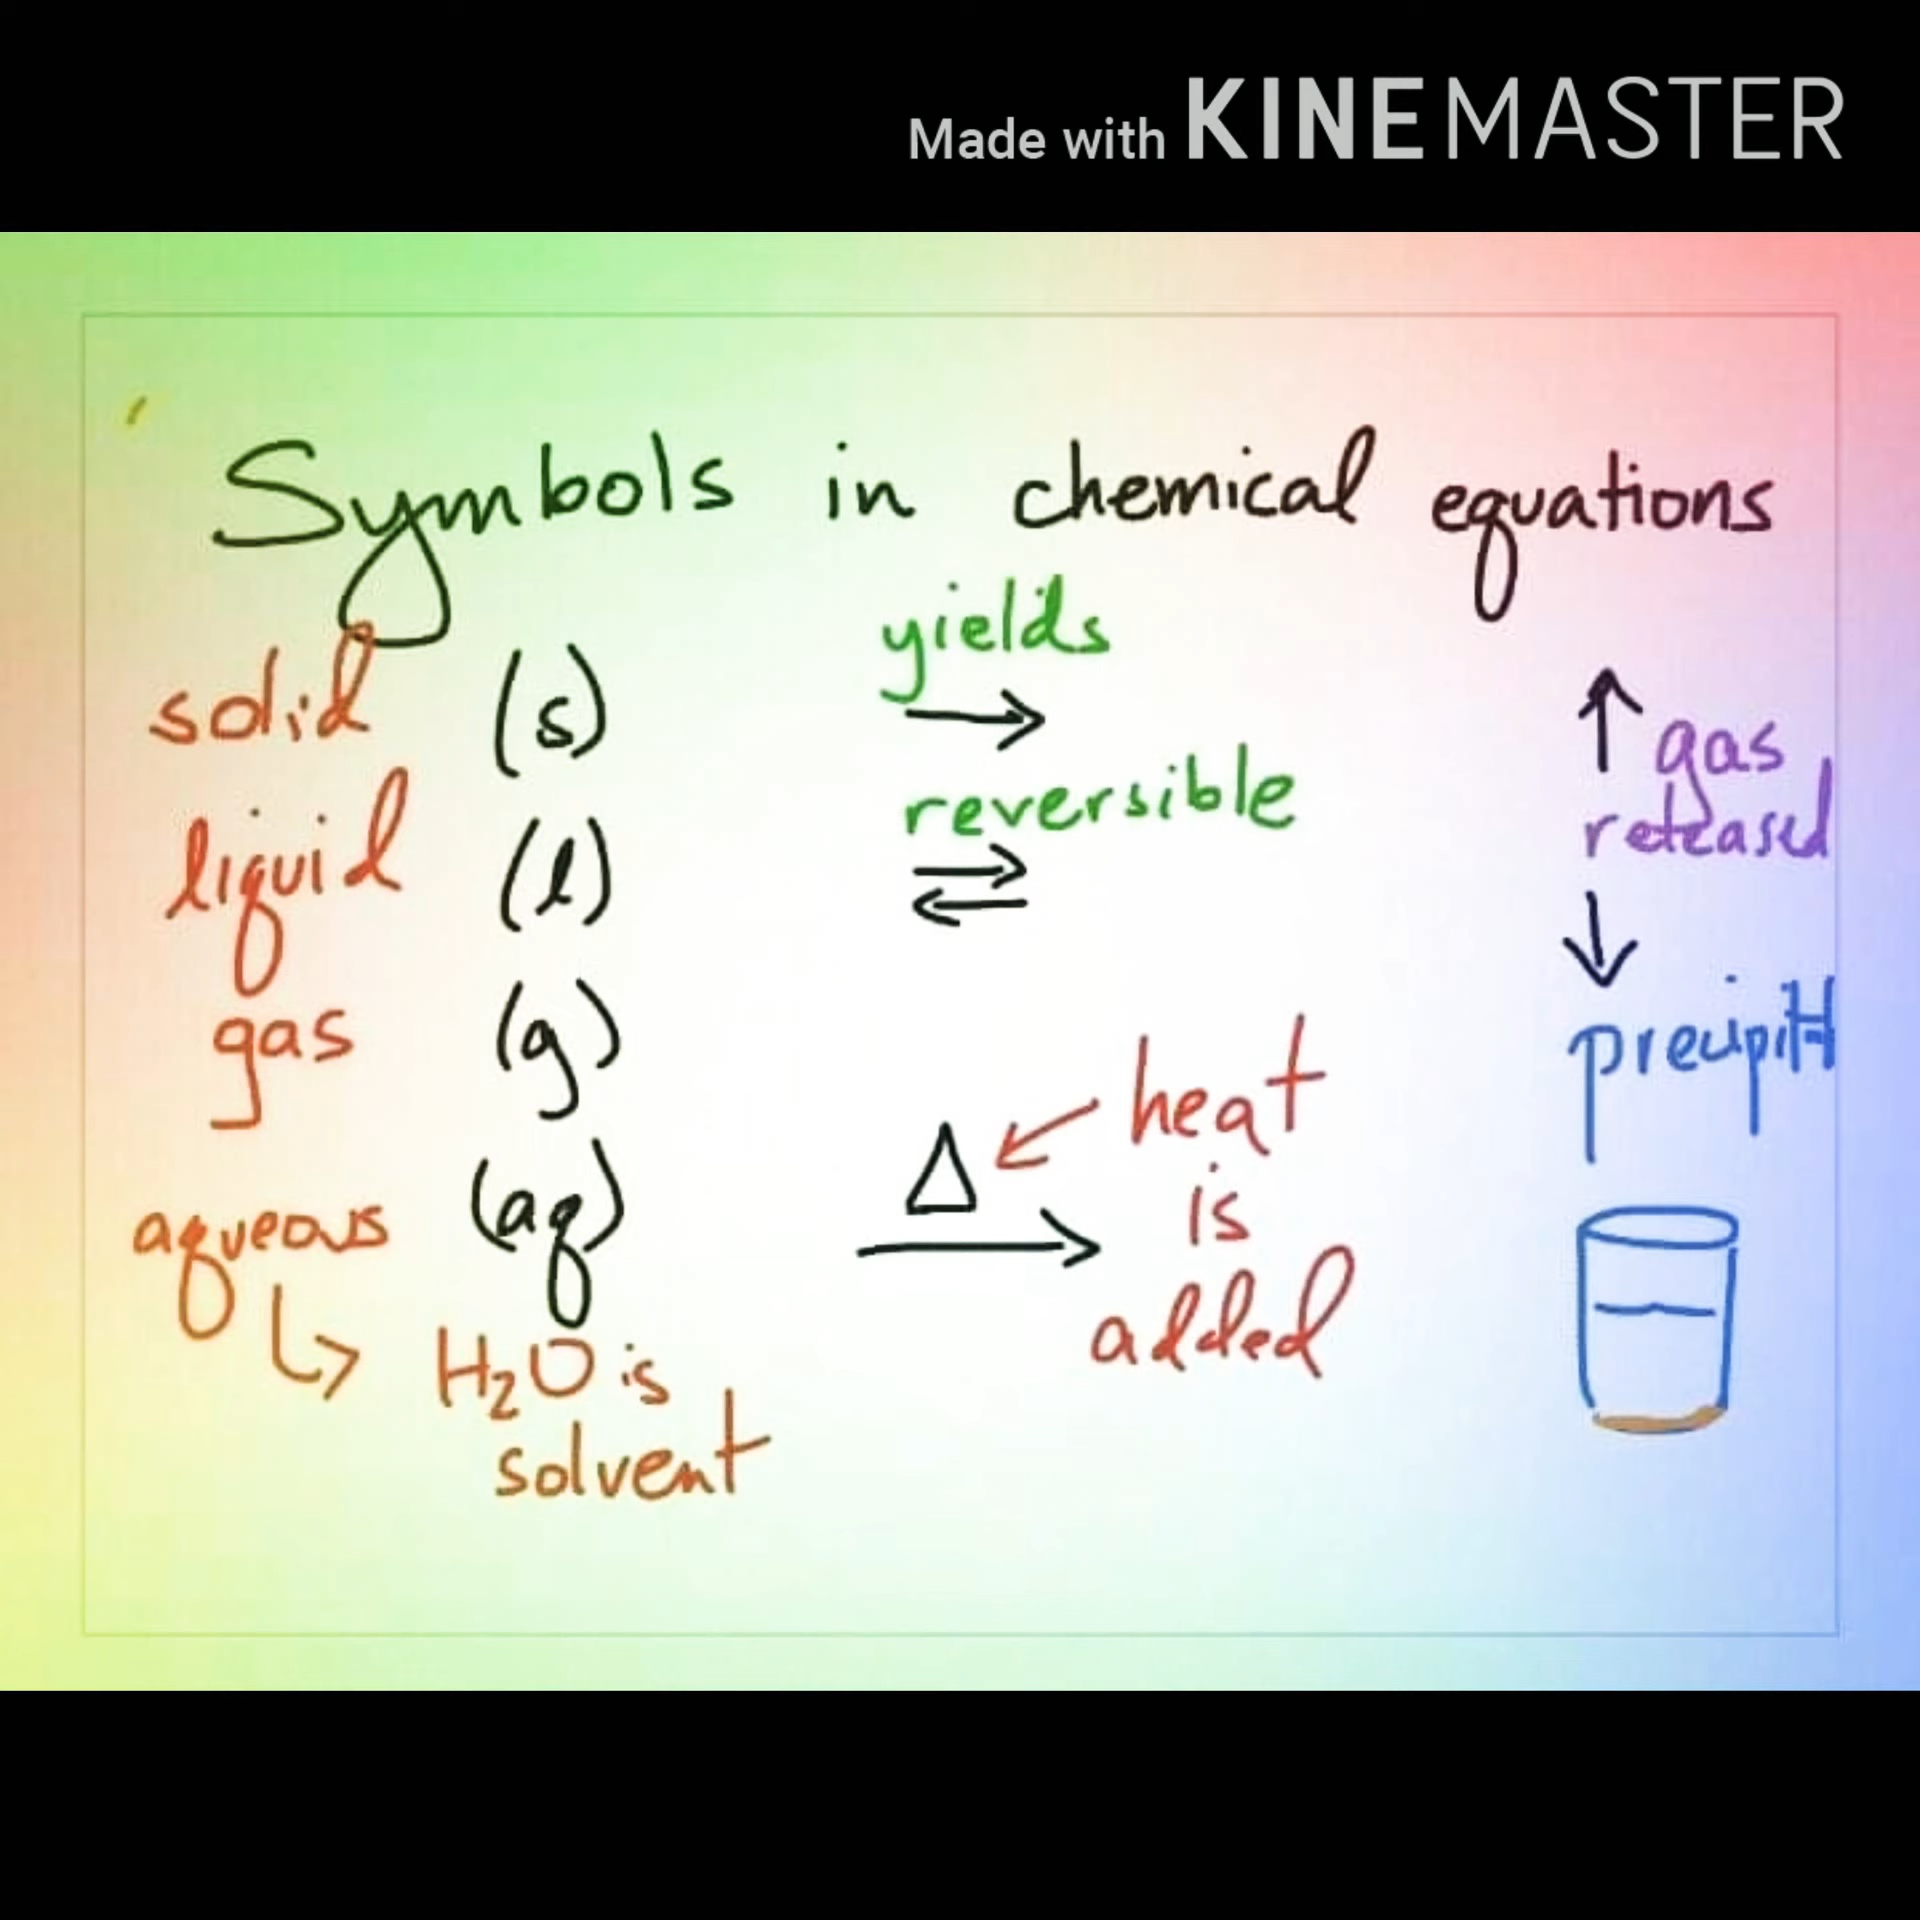 Made with KINEMASTER
Symbols in chemical equations
solid (s)
liquid (l)
gas (g)
aqueous (aq)
H₂O is
solvent
yields
→
reversible
⇄
Δ
→
heat
is
added
↑ gas
released
↓